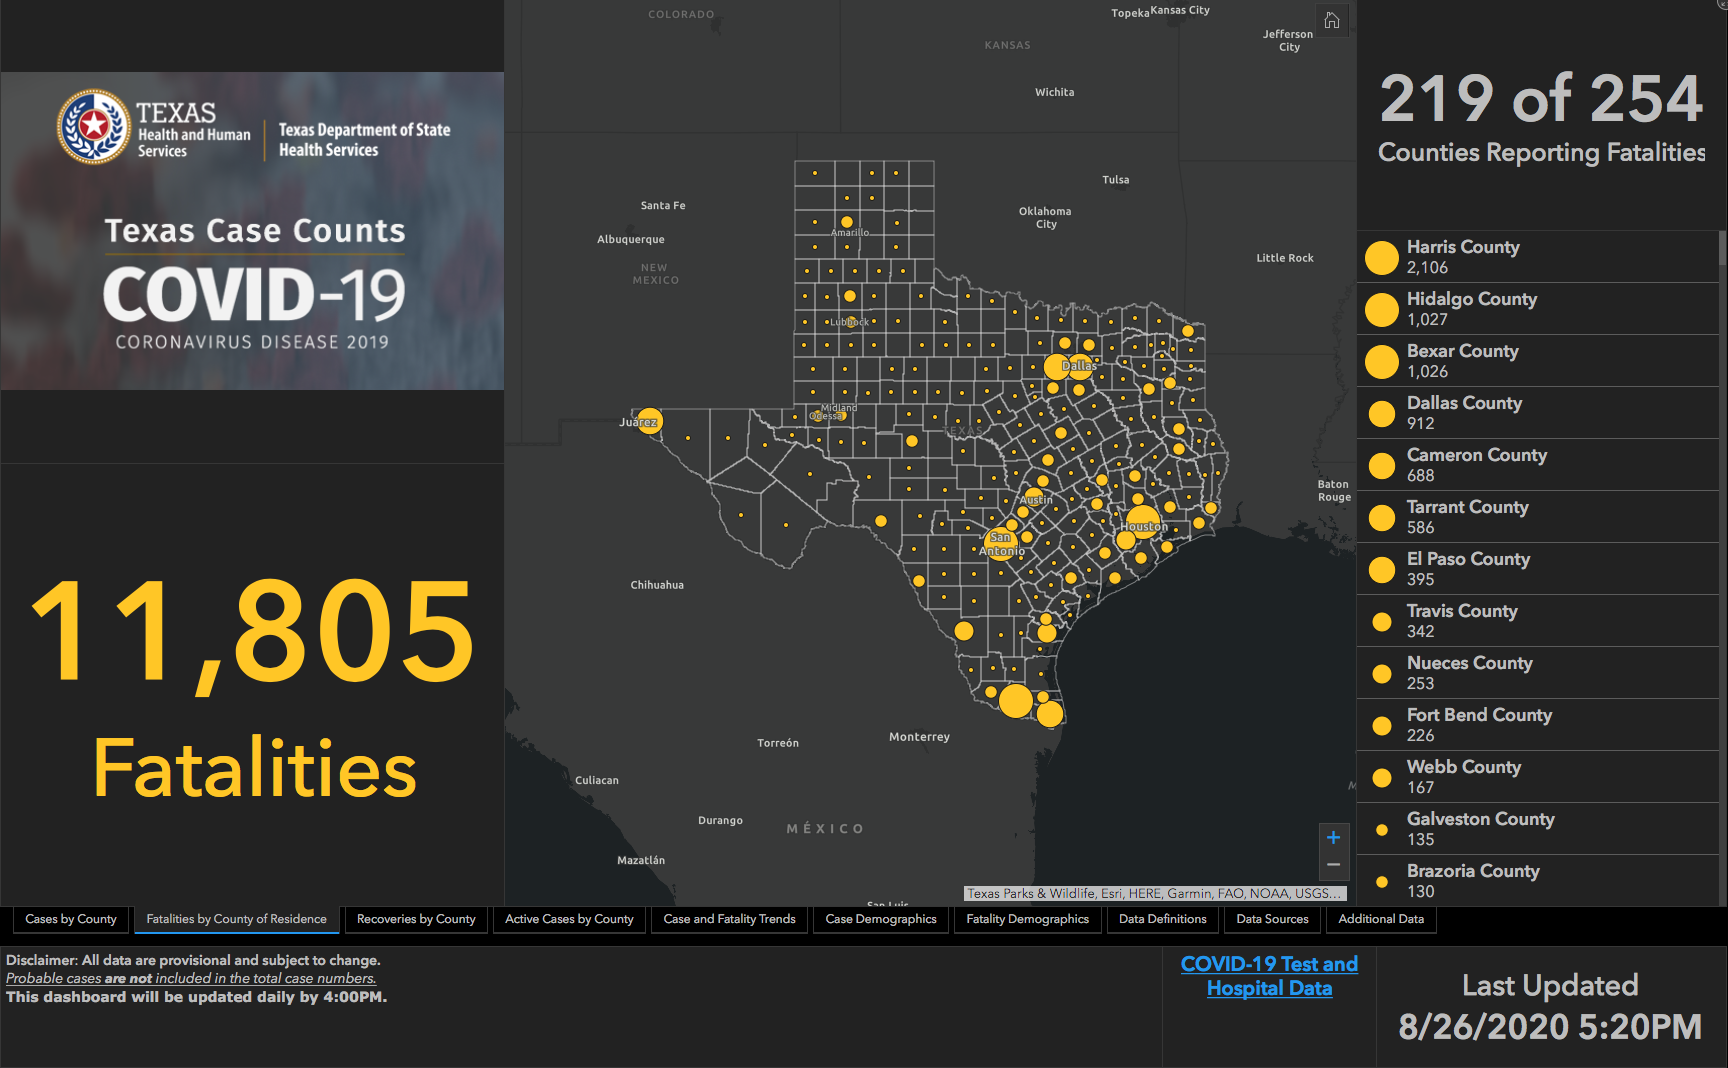 TEXAS
Health and Human
Services
Texas Department of State
Health Services
Texas Case Counts
COVID-19
CORONAVIRUS DISEASE 2019
11,805
Fatalities
COLORADO
Topeka
Kansas City
Jefferson
City
KANSAS
Wichita
Tulsa
Santa Fe
Oklahoma
City
Albuquerque
Amarillo
NEW
MEXICO
Little Rock
Lubbock
Dallas
Midland
Odessa
Juárez
TEXAS
Baton
Rouge
Austin
Houston
San
Antonio
Chihuahua
Torreón
Monterrey
Culiacan
Durango
MÉXICO
Mazatlán
San Luis
M
+
−
Texas Parks & Wildlife, Esri, HERE, Garmin, FAO, NOAA, USGS...
219 of 254
Counties Reporting Fatalities
Harris County
2,106
Hidalgo County
1,027
Bexar County
1,026
Dallas County
912
Cameron County
688
Tarrant County
586
El Paso County
395
Travis County
342
Nueces County
253
Fort Bend County
226
Webb County
167
Galveston County
135
Brazoria County
130
Cases by County
Fatalities by County of Residence
Recoveries by County
Active Cases by County
Case and Fatality Trends
Case Demographics
Fatality Demographics
Data Definitions
Data Sources
Additional Data
Disclaimer: All data are provisional and subject to change.
Probable cases are not included in the total case numbers.
This dashboard will be updated daily by 4:00PM.
COVID-19 Test and
Hospital Data
Last Updated
8/26/2020 5:20PM